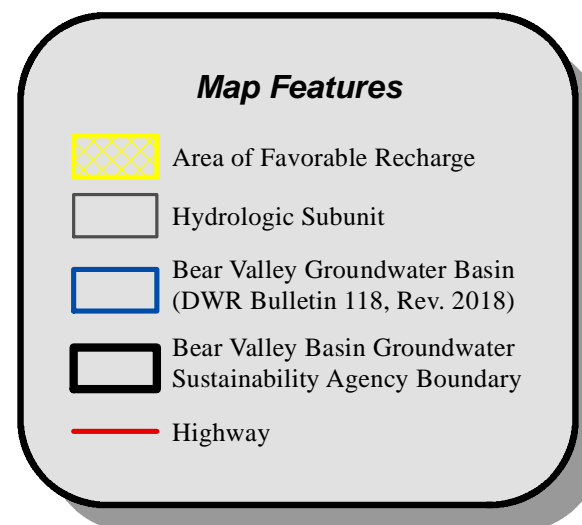 Map Features
Area of Favorable Recharge
Hydrologic Subunit
Bear Valley Groundwater Basin
(DWR Bulletin 118, Rev. 2018)
Bear Valley Basin Groundwater
Sustainability Agency Boundary
Highway